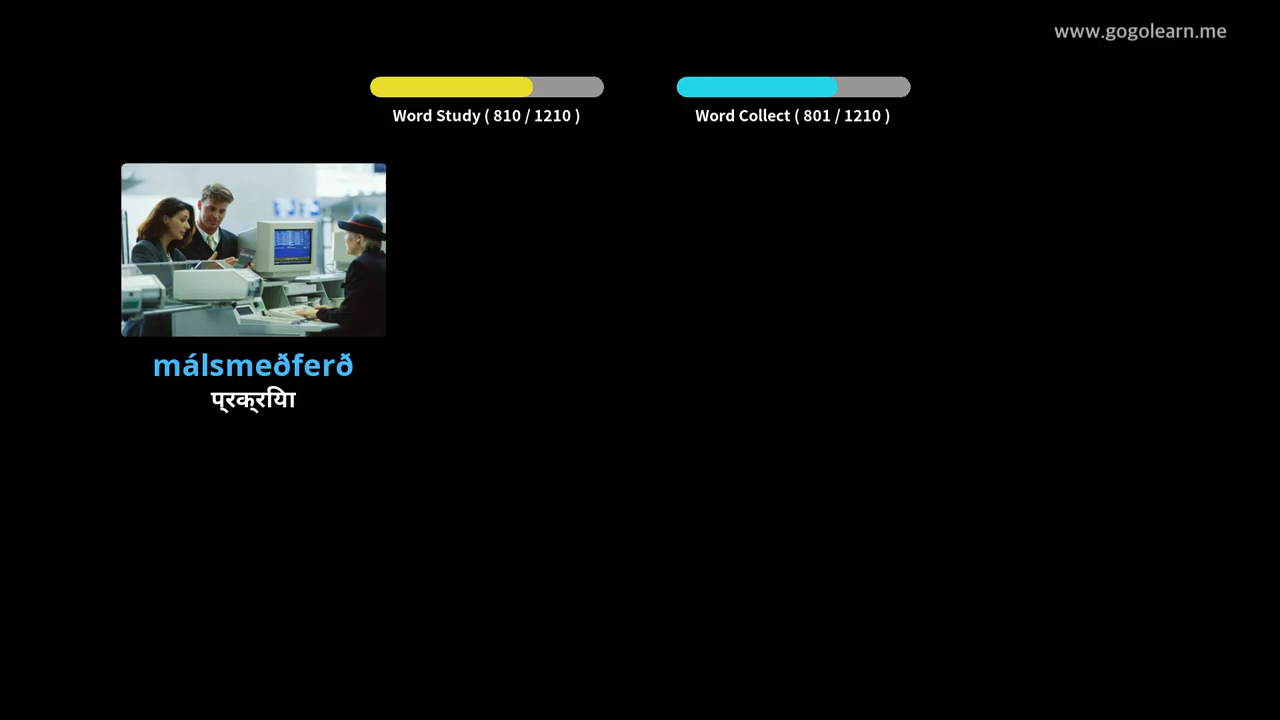 www.gogolearn.me
Word Study ( 810 / 1210 )
Word Collect ( 801 / 1210 )
málsmeðferð
प्रक्रिया